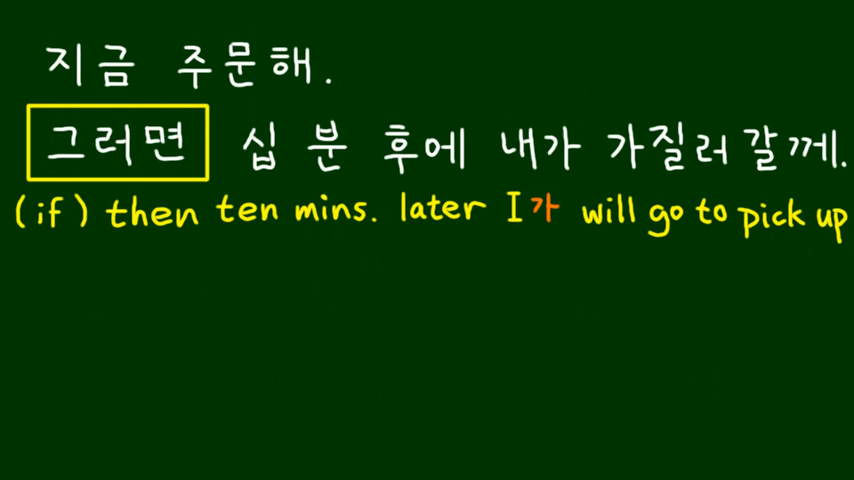 지금 주문해.
그러면 십 분 후에 내가 가질러 갈께.
(if) then ten mins. later I가 will go to pick up